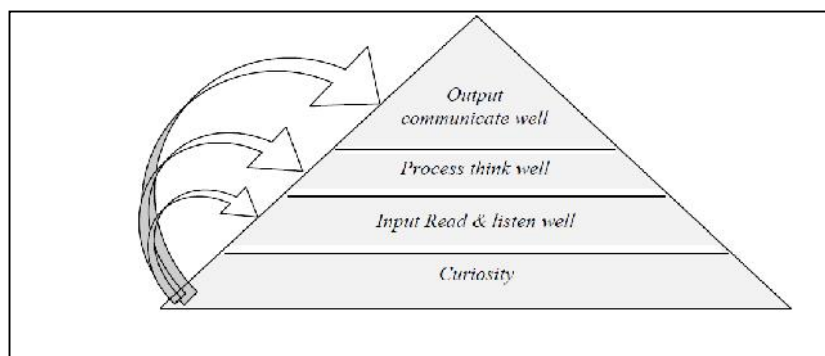 Output
communicate well
Process think well
Input Read & listen well
Curiosity